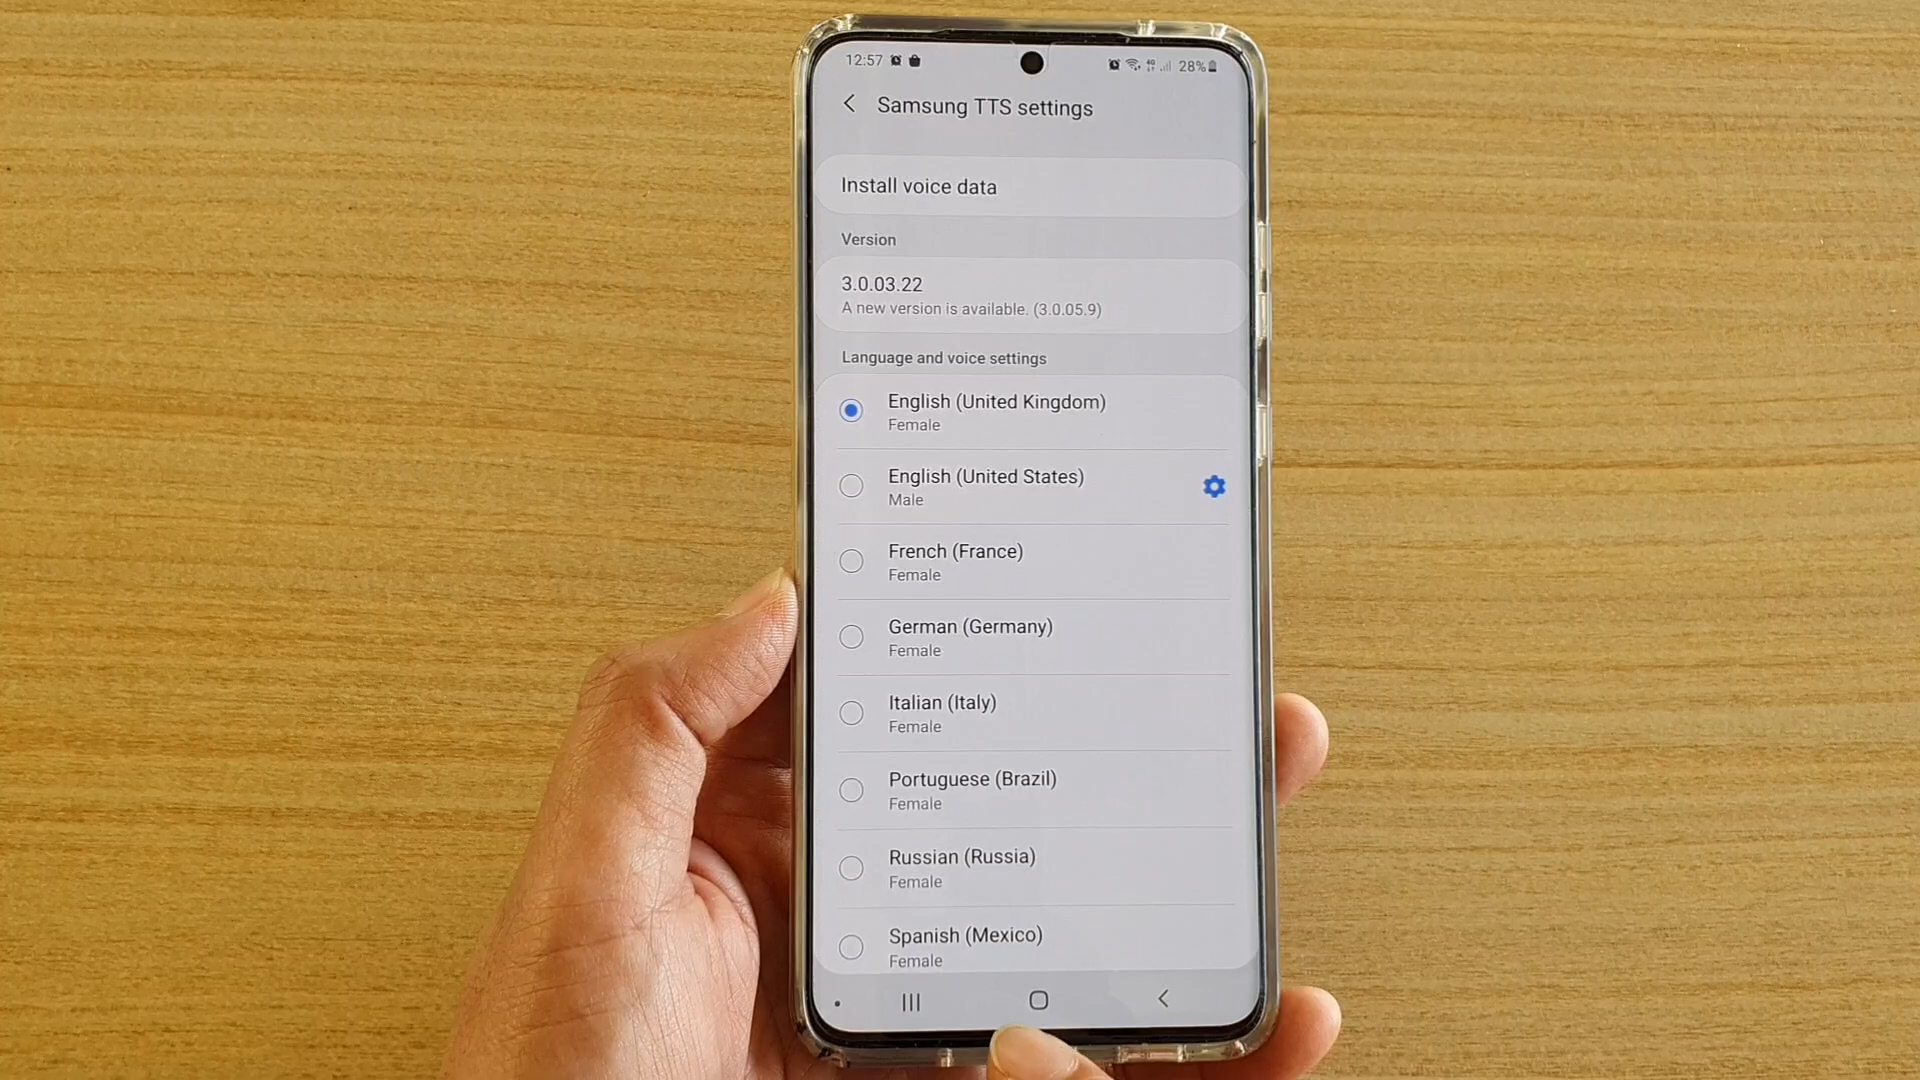 12:57
28%
Samsung TTS settings
Install voice data
Version
3.0.03.22
A new version is available. (3.0.05.9)
Language and voice settings
English (United Kingdom)
Female
English (United States)
Male
French (France)
Female
German (Germany)
Female
Italian (Italy)
Female
Portuguese (Brazil)
Female
Russian (Russia)
Female
Spanish (Mexico)
Female